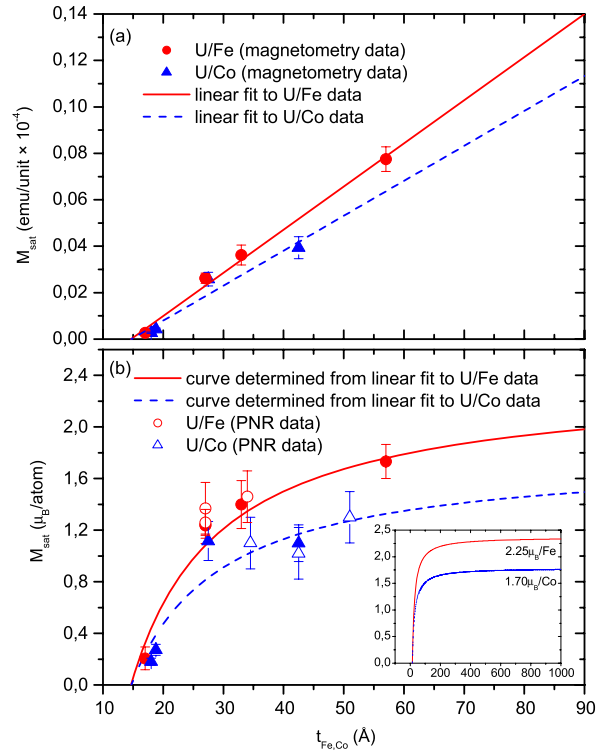 (a)
U/Fe (magnetometry data)
U/Co (magnetometry data)
linear fit to U/Fe data
linear fit to U/Co data
M_sat (emu/unit × 10^-4)
0,14
0,12
0,10
0,08
0,06
0,04
0,02
0,00
(b)
curve determined from linear fit to U/Fe data
curve determined from linear fit to U/Co data
U/Fe (PNR data)
U/Co (PNR data)
M_sat (μ_B/atom)
2,4
2,0
1,6
1,2
0,8
0,4
0,0
2,5
2,0
1,5
1,0
0,5
0,0
2.25μ_B/Fe
1.70μ_B/Co
0 200 400 600 800 1000
0 10 20 30 40 50 60 70 80 90
t_Fe,Co (Å)